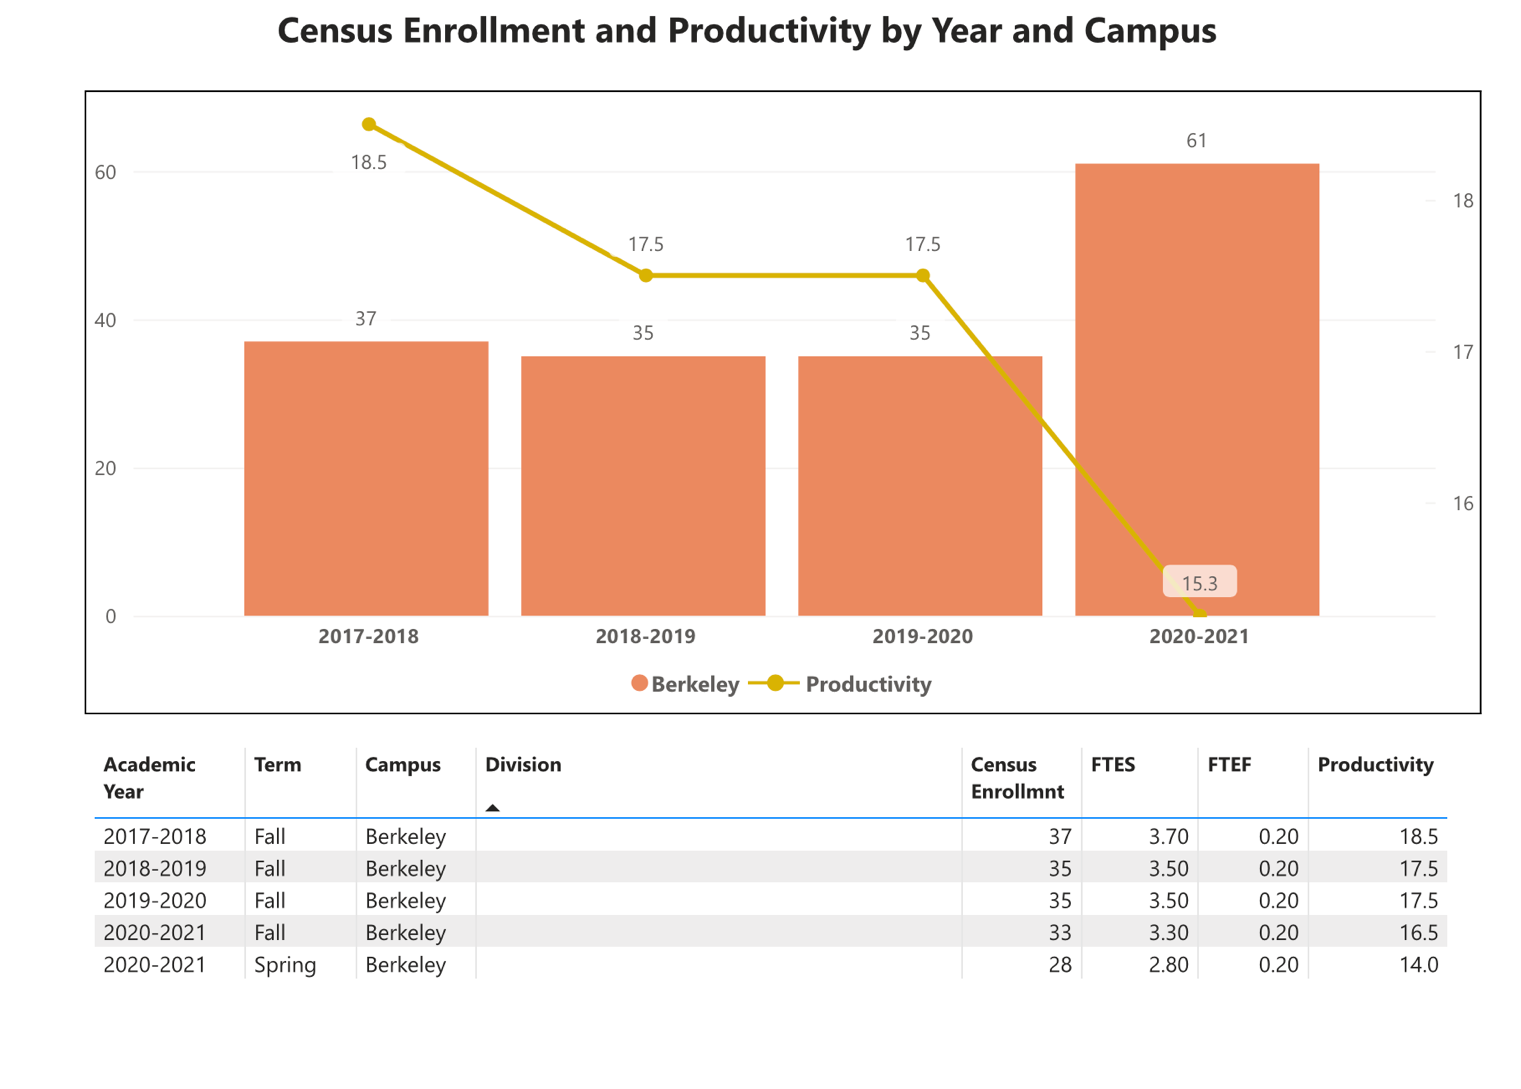 Census Enrollment and Productivity by Year and Campus
61
18.5
60
18
17.5 17.5
37
40
35 35
17
20
16
15.3
0
2017-2018 2018-2019 2019-2020 2020-2021
Berkeley Productivity
Academic Year Term Campus Division Census Enrollmnt FTES FTEF Productivity
2017-2018 Fall Berkeley 37 3.70 0.20 18.5
2018-2019 Fall Berkeley 35 3.50 0.20 17.5
2019-2020 Fall Berkeley 35 3.50 0.20 17.5
2020-2021 Fall Berkeley 33 3.30 0.20 16.5
2020-2021 Spring Berkeley 28 2.80 0.20 14.0